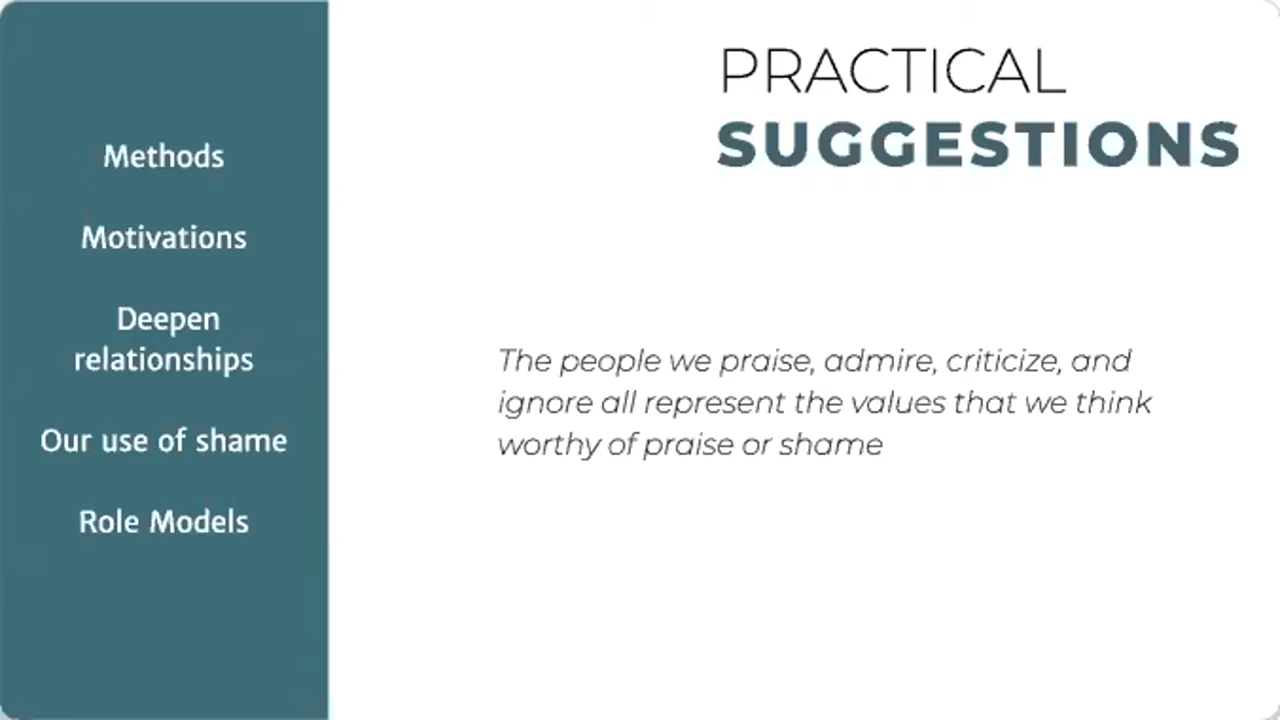 Methods
Motivations
Deepen
relationships
Our use of shame
Role Models
PRACTICAL
SUGGESTIONS
The people we praise, admire, criticize, and
ignore all represent the values that we think
worthy of praise or shame